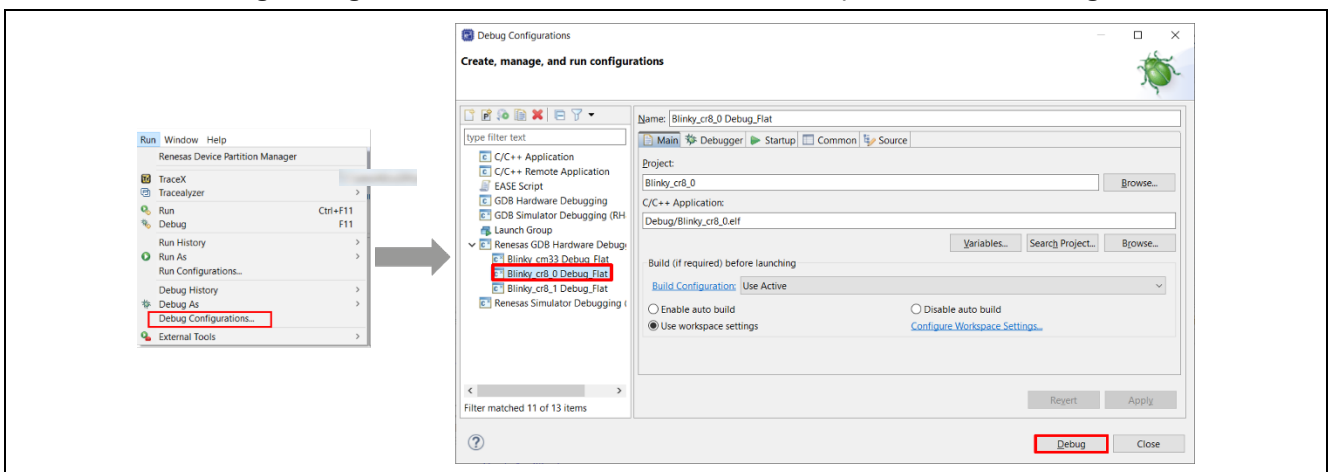 Run Window Help
Renesas Device Partition Manager
TraceX
Tracealyzer >
Run Ctrl+F11
Debug F11
Run History >
Run As >
Run Configurations...
Debug History >
Debug As >
Debug Configurations...
External Tools >
Debug Configurations
Create, manage, and run configurations
type filter text
C/C++ Application
C/C++ Remote Application
EASE Script
GDB Hardware Debugging
GDB Simulator Debugging (RH
Launch Group
Renesas GDB Hardware Debug
Blinky_cm33 Debug_Flat
Blinky_cr8_0 Debug_Flat
Blinky_cr8_1 Debug_Flat
Renesas Simulator Debugging (
Filter matched 11 of 13 items
Name: Blinky_cr8_0 Debug_Flat
Main Debugger Startup Common Source
Project:
Blinky_cr8_0 Browse...
C/C++ Application:
Debug/Blinky_cr8_0.elf
Variables... Search Project... Browse...
Build (if required) before launching
Build Configuration: Use Active
Enable auto build Disable auto build
Use workspace settings Configure Workspace Settings...
Revert Apply
Debug Close